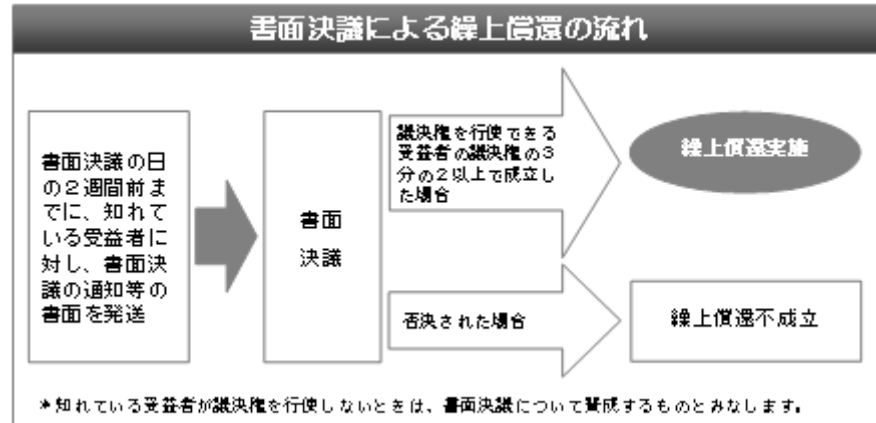 書面決議による繰上償還の流れ
書面決議の日
の２週間前ま
でに、知れて
いる受益者に
対し、書面決
議の通知等の
書面を発送
書面
決議
議決権を行使できる
受益者の議決権の３
分の２以上で成立し
た場合
繰上償還実施
否決された場合
繰上償還不成立
＊知れている受益者が議決権を行使しないときは、書面決議について賛成するものとみなします。